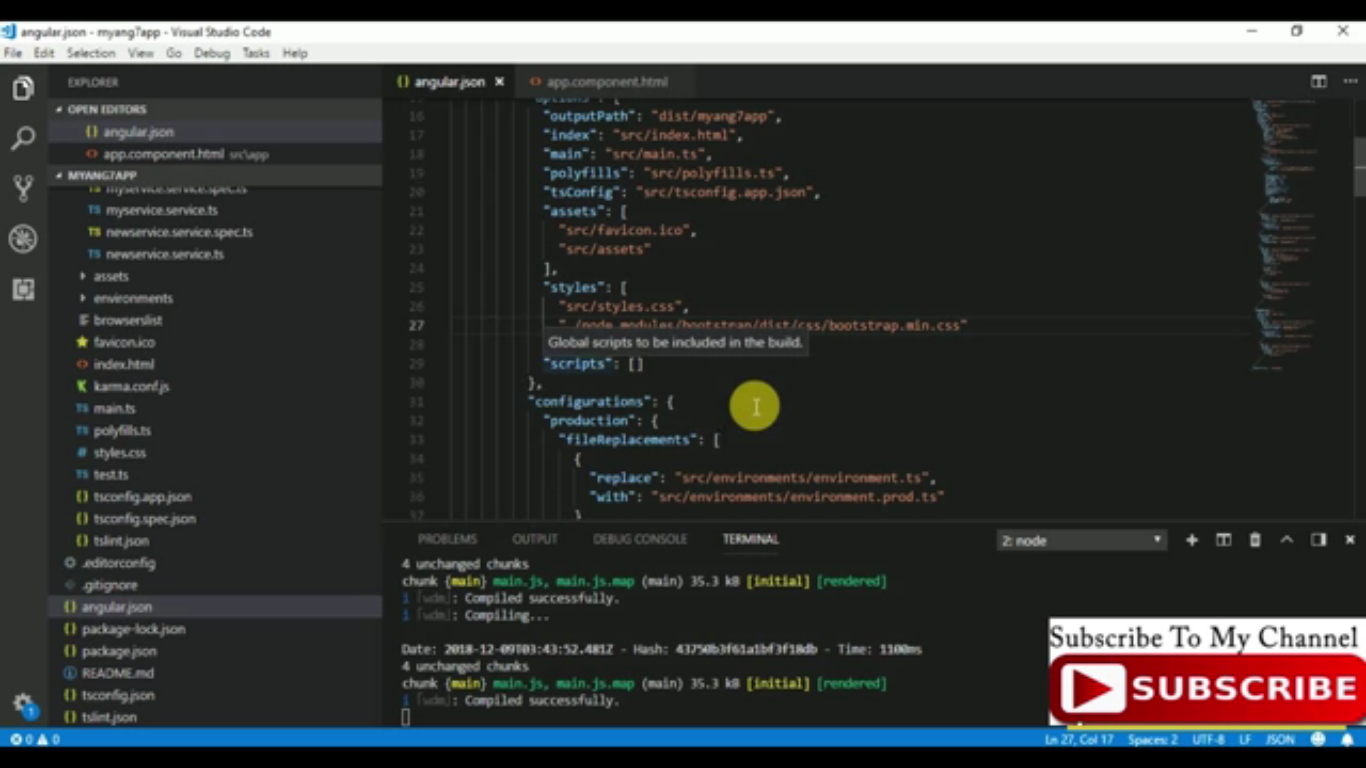 angular.json - myang7app - Visual Studio Code
File Edit Selection View Go Debug Tasks Help
EXPLORER
OPEN EDITORS
{} angular.json
<> app.component.html src\app
MYANG7APP
TS myservice.service.spec.ts
TS myservice.service.ts
TS newservice.service.spec.ts
TS newservice.service.ts
assets
environments
browserslist
favicon.ico
<> index.html
karma.conf.js
TS main.ts
TS polyfills.ts
# styles.css
TS test.ts
{} tsconfig.app.json
{} tsconfig.spec.json
{} tslint.json
.editorconfig
.gitignore
{} angular.json
{} package-lock.json
{} package.json
README.md
{} tsconfig.json
{} tslint.json
{} angular.json × <> app.component.html
"options": {
16 "outputPath": "dist/myang7app",
17 "index": "src/index.html",
18 "main": "src/main.ts",
19 "polyfills": "src/polyfills.ts",
20 "tsConfig": "src/tsconfig.app.json",
21 "assets": [
22 "src/favicon.ico",
23 "src/assets"
24 ],
25 "styles": [
26 "src/styles.css",
27 "./node_modules/bootstrap/dist/css/bootstrap.min.css"
28
Global scripts to be included in the build.
29 "scripts": []
30 },
31 "configurations": {
32 "production": {
33 "fileReplacements": [
34 {
35 "replace": "src/environments/environment.ts",
36 "with": "src/environments/environment.prod.ts"
37 }
PROBLEMS OUTPUT DEBUG CONSOLE TERMINAL
2: node
4 unchanged chunks
chunk {main} main.js, main.js.map (main) 35.3 kB [initial] [rendered]
i ｢wdm｣: Compiled successfully.
i ｢wdm｣: Compiling...
Date: 2018-12-09T03:43:52.481Z - Hash: 43750b3f61a1bf3f18db - Time: 1100ms
4 unchanged chunks
chunk {main} main.js, main.js.map (main) 35.3 kB [initial] [rendered]
i ｢wdm｣: Compiled successfully.
Subscribe To My Channel
SUBSCRIBE
1
0 0
Ln 27, Col 17 Spaces: 2 UTF-8 LF JSON